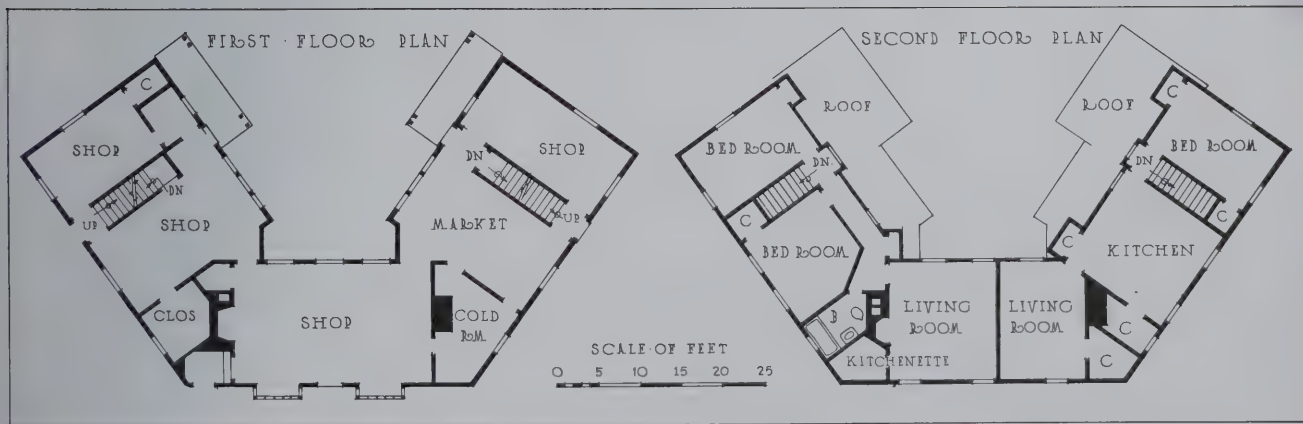 FIRST · FLOOR PLAN
C
SHOP
DN
UP
SHOP
CLOS
SHOP
SHOP
DN
UP
MARKET
COLD
RM.
SCALE · OF FEET
0 5 10 15 20 25
SECOND FLOOR PLAN
ROOF
BED ROOM
DN.
C
BED ROOM
B
KITCHENETTE
LIVING
ROOM
LIVING
ROOM
ROOF
C
BED ROOM
DN
C
C
KITCHEN
C
C